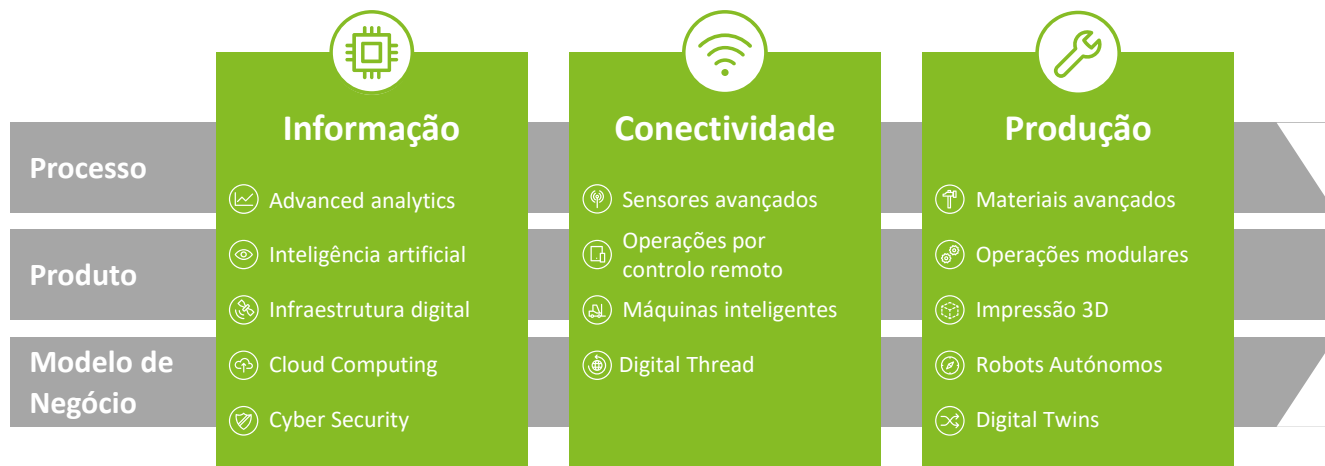 Processo
Produto
Modelo de
Negócio
Informação
Advanced analytics
Inteligência artificial
Infraestrutura digital
Cloud Computing
Cyber Security
Conectividade
Sensores avançados
Operações por
controlo remoto
Máquinas inteligentes
Digital Thread
Produção
Materiais avançados
Operações modulares
Impressão 3D
Robots Autónomos
Digital Twins